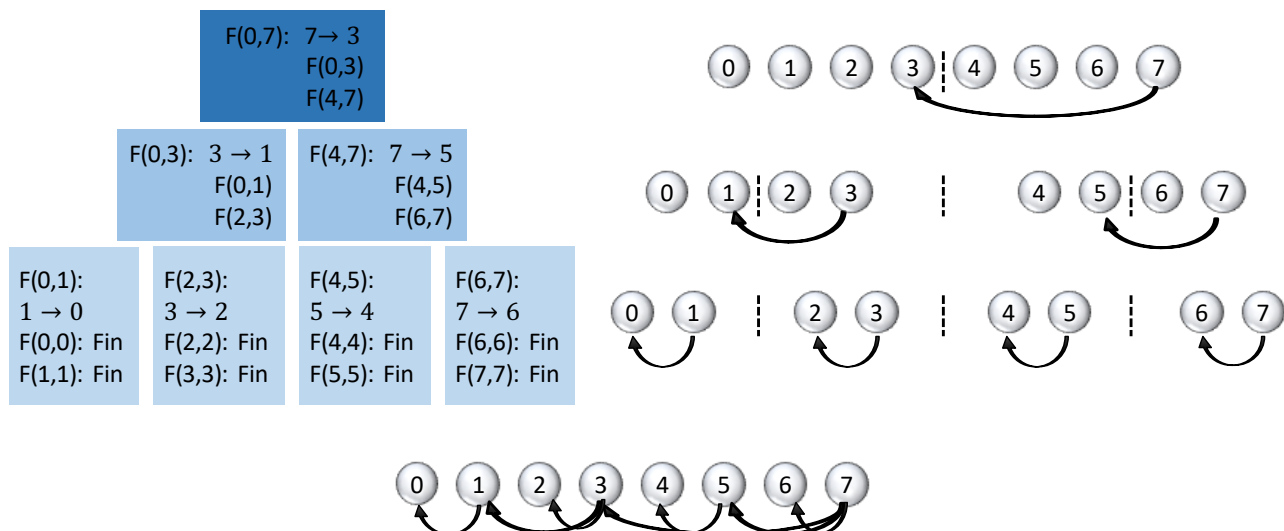 F(0,7): 7→ 3
F(0,3)
F(4,7)
F(0,3): 3 → 1
F(0,1)
F(2,3)
F(4,7): 7 → 5
F(4,5)
F(6,7)
F(0,1):
1 → 0
F(0,0): Fin
F(1,1): Fin
F(2,3):
3 → 2
F(2,2): Fin
F(3,3): Fin
F(4,5):
5 → 4
F(4,4): Fin
F(5,5): Fin
F(6,7):
7 → 6
F(6,6): Fin
F(7,7): Fin
0 1 2 3 4 5 6 7
0 1 2 3 4 5 6 7
0 1 2 3 4 5 6 7
0 1 2 3 4 5 6 7